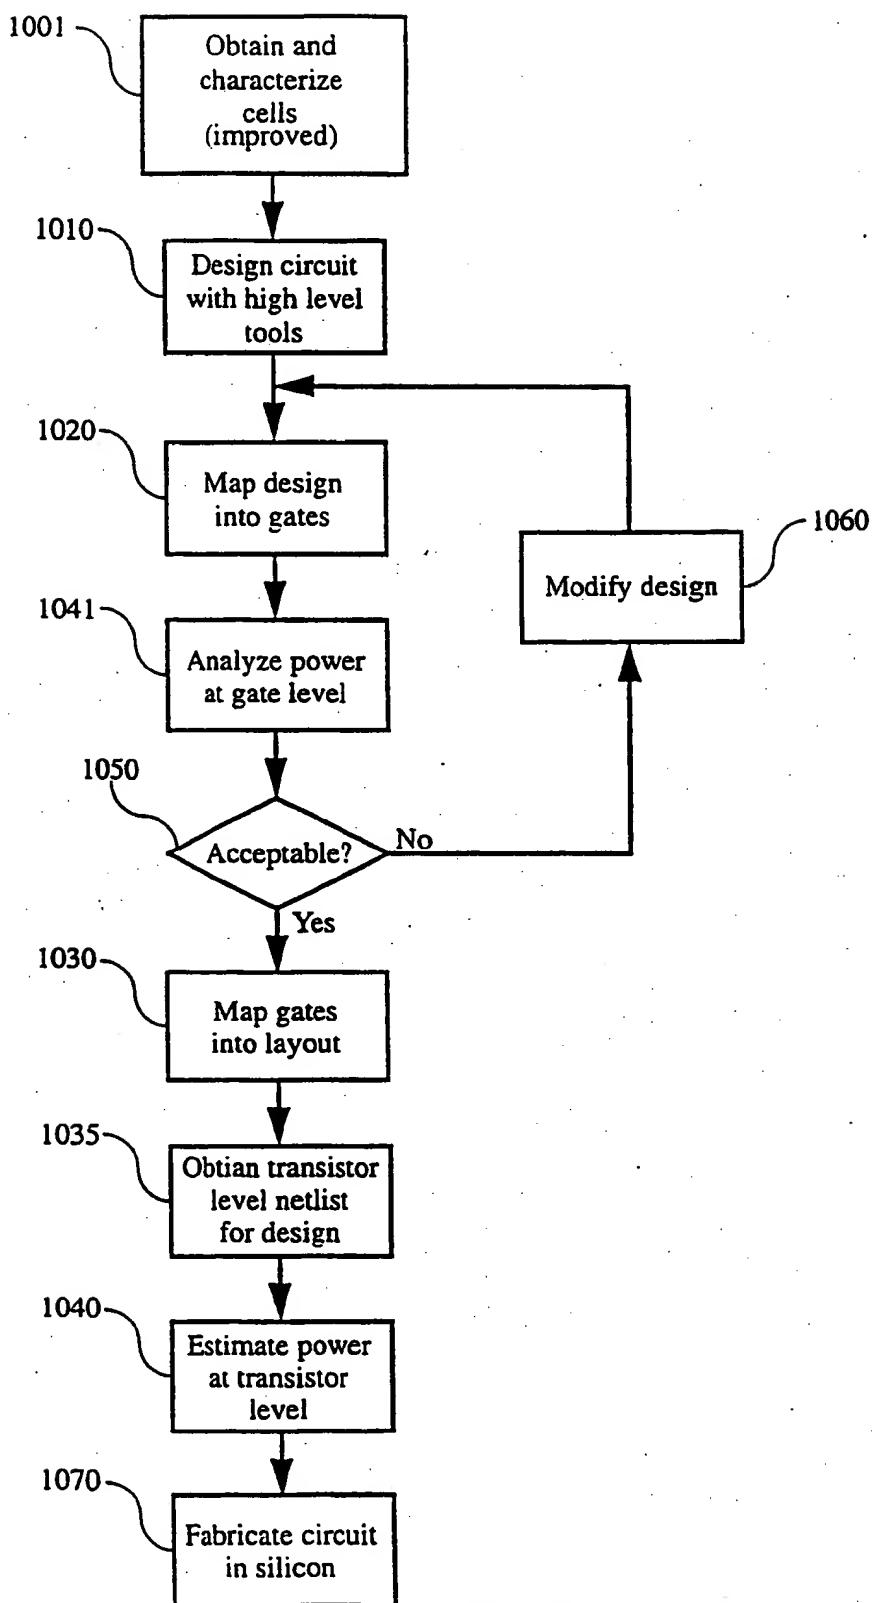 1001
Obtain and
characterize
cells
(improved)
1010
Design circuit
with high level
tools
1020
Map design
into gates
1060
Modify design
1041
Analyze power
at gate level
1050
Acceptable?
No
Yes
1030
Map gates
into layout
1035
Obtian transistor
level netlist
for design
1040
Estimate power
at transistor
level
1070
Fabricate circuit
in silicon